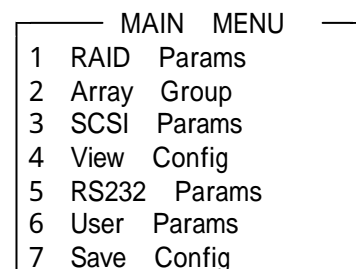 MAIN MENU
1 RAID Params
2 Array Group
3 SCSI Params
4 View Config
5 RS232 Params
6 User Params
7 Save Config